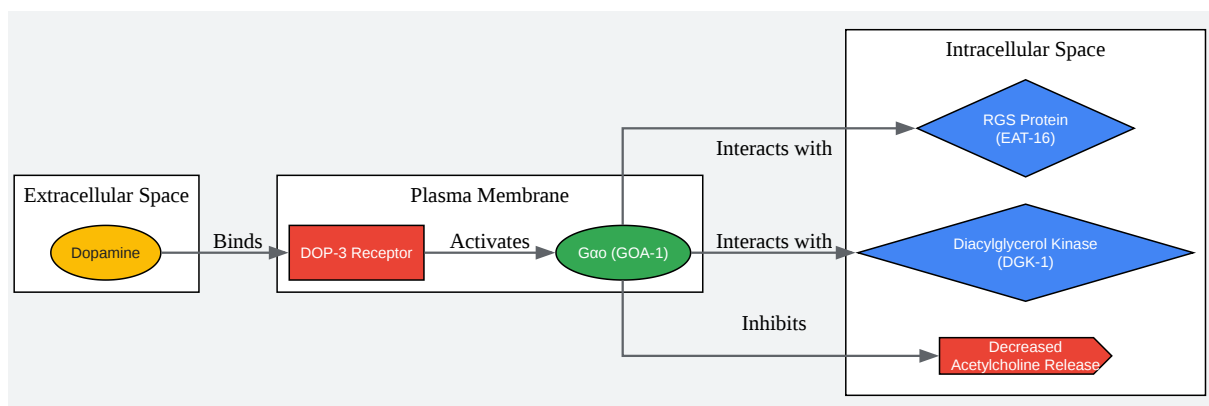 Intracellular Space
RGS Protein
(EAT-16)
Interacts with
Extracellular Space
Plasma Membrane
Dopamine
Binds
DOP-3 Receptor
Activates
Gαo (GOA-1)
Interacts with
Diacylglycerol Kinase
(DGK-1)
Inhibits
Decreased
Acetylcholine Release